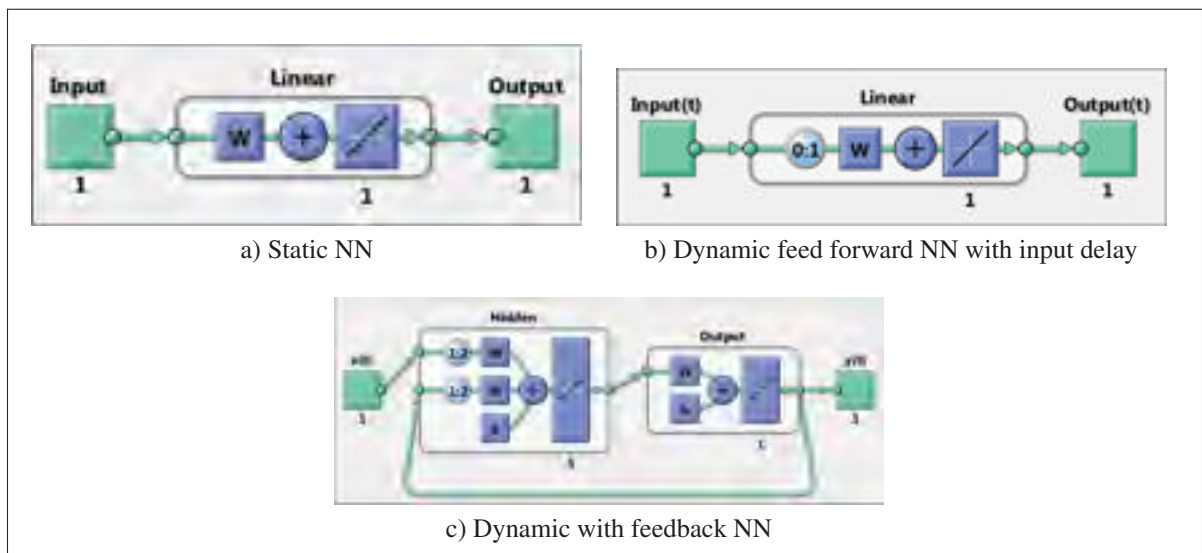 Linear
Input
Output
W
+
1
1
1
a) Static NN
Linear
Input(t)
Output(t)
0:1
W
+
1
1
1
b) Dynamic feed forward NN with input delay
Hidden
Output
1:2
W
1:2
W
+
1
1
1
c) Dynamic with feedback NN